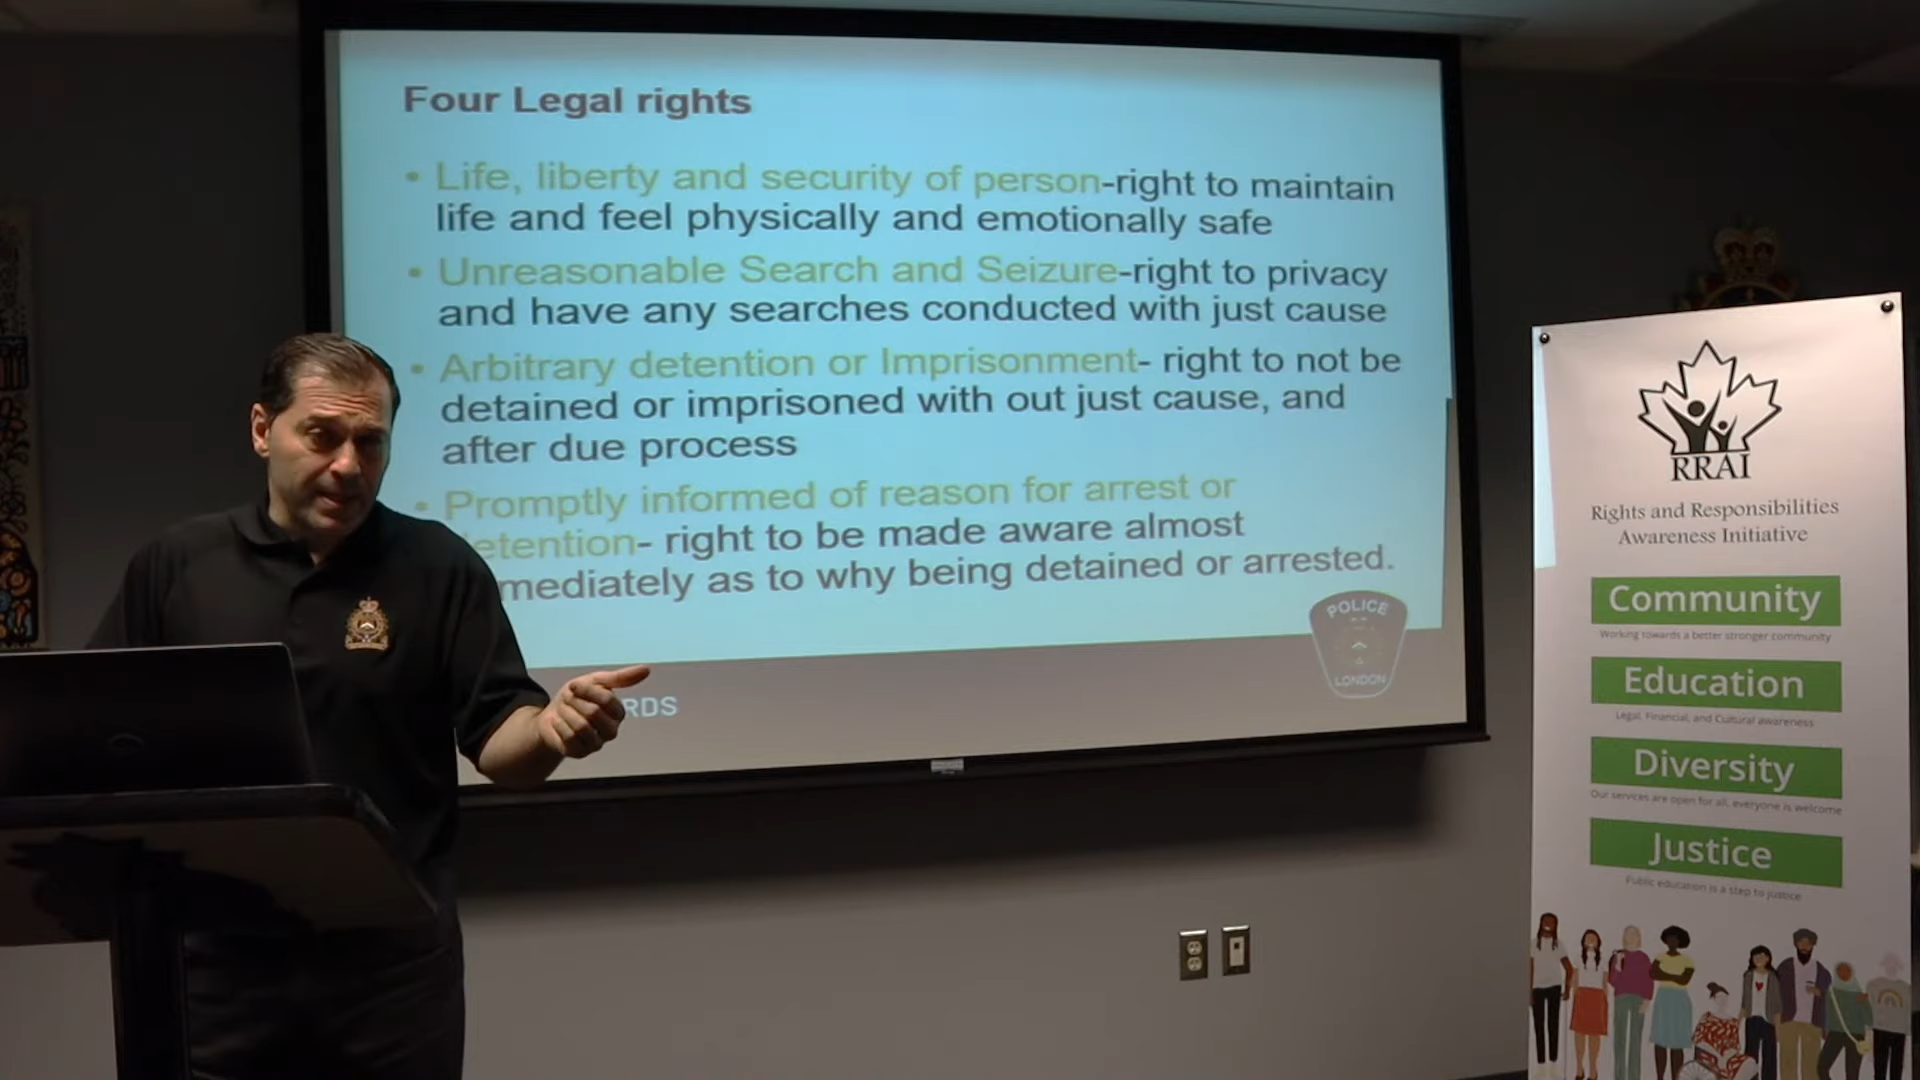 Four Legal rights
• Life, liberty and security of person-right to maintain
life and feel physically and emotionally safe
• Unreasonable Search and Seizure-right to privacy
and have any searches conducted with just cause
• Arbitrary detention or Imprisonment- right to not be
detained or imprisoned with out just cause, and
after due process
• Promptly informed of reason for arrest or
etention- right to be made aware almost
mediately as to why being detained or arrested.
POLICE
LONDON
RDS
RRAI
Rights and Responsibilities
Awareness Initiative
Community
Working towards a better stronger community
Education
Legal, Financial, and Cultural awareness
Diversity
Our services are open for all, everyone is welcome
Justice
Public education is a step to justice